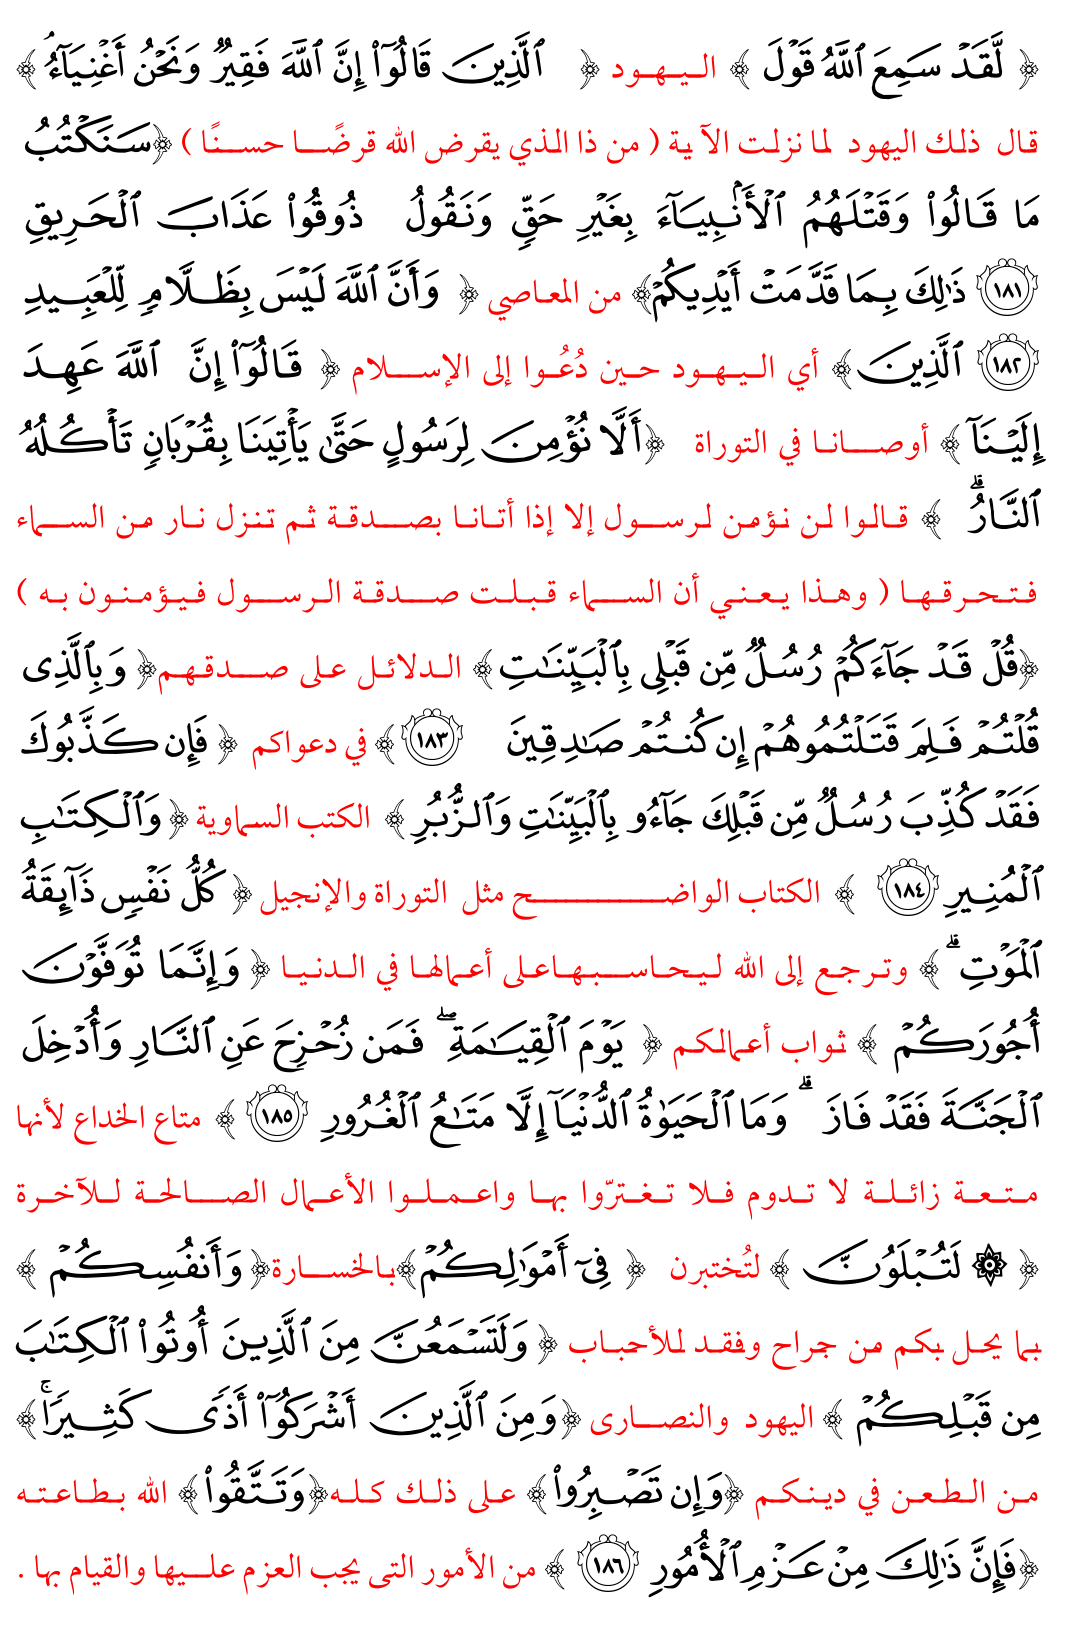 ﴿ لَّقَدْ سَمِعَ ٱللَّهُ قَوْلَ ﴾ اليهود ﴿ ٱلَّذِينَ قَالُوٓا۟ إِنَّ ٱللَّهَ فَقِيرٌ وَنَحْنُ أَغْنِيَآءُ ۘ ﴾
قال ذلك اليهود لما نزلت الآية ( من ذا الذي يقرض الله قرضًا حسنًا ) ﴿سَنَكْتُبُ
مَا قَالُوا۟ وَقَتْلَهُمُ ٱلْأَنۢبِيَآءَ بِغَيْرِ حَقٍّ وَنَقُولُ ذُوقُوا۟ عَذَابَ ٱلْحَرِيقِ
١٨١ ذَٰلِكَ بِمَا قَدَّمَتْ أَيْدِيكُمْ﴾ من المعاصي ﴿ وَأَنَّ ٱللَّهَ لَيْسَ بِظَلَّامٍ لِّلْعَبِيدِ
١٨٢ ٱلَّذِينَ ﴾ أي اليهود حين دُعُوا إلى الإسلام ﴿ قَالُوٓا۟ إِنَّ ٱللَّهَ عَهِدَ
إِلَيْنَآ ﴾ أوصانا في التوراة ﴿أَلَّا نُؤْمِنَ لِرَسُولٍ حَتَّىٰ يَأْتِيَنَا بِقُرْبَانٍ تَأْكُلُهُ
ٱلنَّارُ ۗ ﴾ قالوا لن نؤمن لرسول إلا إذا أتانا بصدقة ثم تنزل نار من السماء
فتحرقها ( وهذا يعني أن السماء قبلت صدقة الرسول فيؤمنون به )
﴿قُلْ قَدْ جَآءَكُمْ رُسُلٌ مِّن قَبْلِى بِٱلْبَيِّنَٰتِ ﴾ الدلائل على صدقهم﴿ وَبِٱلَّذِى
قُلْتُمْ فَلِمَ قَتَلْتُمُوهُمْ إِن كُنتُمْ صَٰدِقِينَ ١٨٣ ﴾ في دعواكم ﴿ فَإِن كَذَّبُوكَ
فَقَدْ كُذِّبَ رُسُلٌ مِّن قَبْلِكَ جَآءُو بِٱلْبَيِّنَٰتِ وَٱلزُّبُرِ ﴾ الكتب السماوية ﴿ وَٱلْكِتَٰبِ
ٱلْمُنِيرِ ١٨٤ ﴾ الكتاب الواضح مثل التوراة والإنجيل ﴿ كُلُّ نَفْسٍ ذَآئِقَةُ
ٱلْمَوْتِ ۗ ﴾ وترجع إلى الله ليحاسبهاعلى أعمالها في الدنيا ﴿ وَإِنَّمَا تُوَفَّوْنَ
أُجُورَكُمْ ﴾ ثواب أعمالكم ﴿ يَوْمَ ٱلْقِيَٰمَةِ ۖ فَمَن زُحْزِحَ عَنِ ٱلنَّارِ وَأُدْخِلَ
ٱلْجَنَّةَ فَقَدْ فَازَ ۗ وَمَا ٱلْحَيَوٰةُ ٱلدُّنْيَآ إِلَّا مَتَٰعُ ٱلْغُرُورِ ١٨٥ ﴾ متاع الخداع لأنها
متعة زائلة لا تدوم فلا تغترّوا بها واعملوا الأعمال الصالحة للآخرة
﴿ ۞ لَتُبْلَوُنَّ ﴾ لتُختبرن ﴿ فِىٓ أَمْوَٰلِكُمْ ﴾بالخسارة﴿ وَأَنفُسِكُمْ ﴾
بما يحل بكم من جراح وفقد للأحباب ﴿ وَلَتَسْمَعُنَّ مِنَ ٱلَّذِينَ أُوتُوا۟ ٱلْكِتَٰبَ
مِن قَبْلِكُمْ ﴾ اليهود والنصارى ﴿وَمِنَ ٱلَّذِينَ أَشْرَكُوٓا۟ أَذًى كَثِيرًا ۚ﴾
من الطعن في دينكم ﴿وَإِن تَصْبِرُوا۟﴾ على ذلك كله﴿وَتَتَّقُوا۟﴾ الله بطاعته
﴿فَإِنَّ ذَٰلِكَ مِنْ عَزْمِ ٱلْأُمُورِ ١٨٦ ﴾ من الأمور التى يجب العزم عليها والقيام بها .